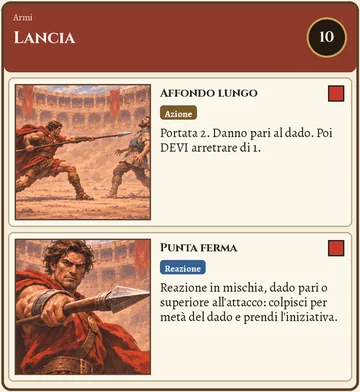 Armi
Lancia
10
Affondo lungo
Azione
Portata 2. Danno pari al dado. Poi
DEVI arretrare di 1.
Punta ferma
Reazione
Reazione in mischia, dado pari o
superiore all'attacco: colpisci per
metà del dado e prendi l'iniziativa.